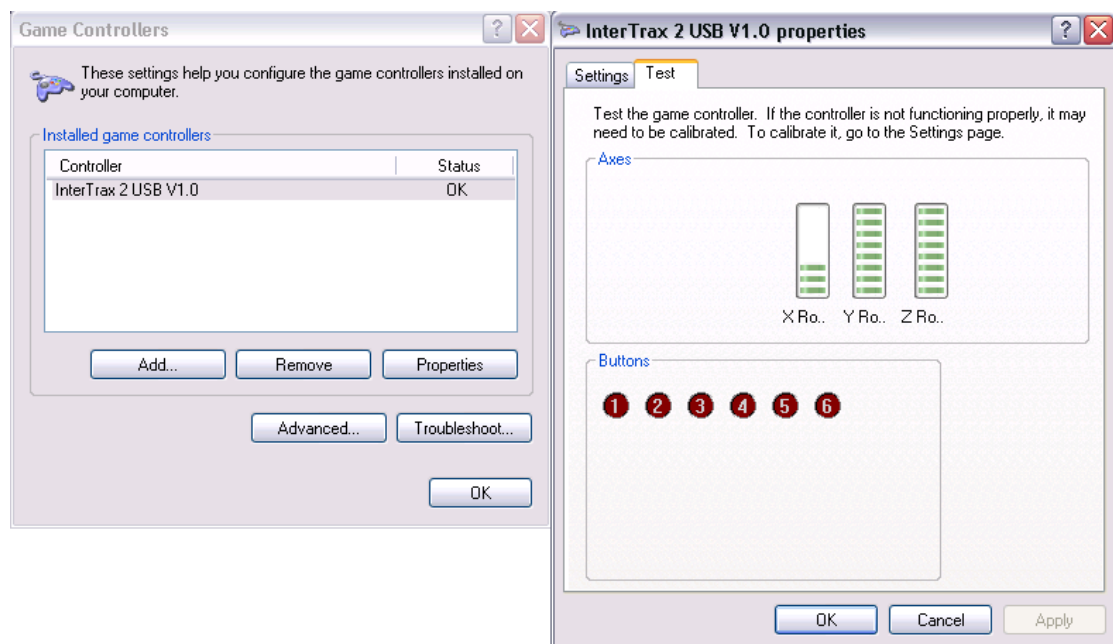 Game Controllers
These settings help you configure the game controllers installed on
your computer.
Installed game controllers
Controller Status
InterTrax 2 USB V1.0 OK
Add... Remove Properties
Advanced... Troubleshoot...
OK
InterTrax 2 USB V1.0 properties
Settings Test
Test the game controller. If the controller is not functioning properly, it may
need to be calibrated. To calibrate it, go to the Settings page.
Axes
X Ro.. Y Ro.. Z Ro..
Buttons
1 2 3 4 5 6
OK Cancel Apply